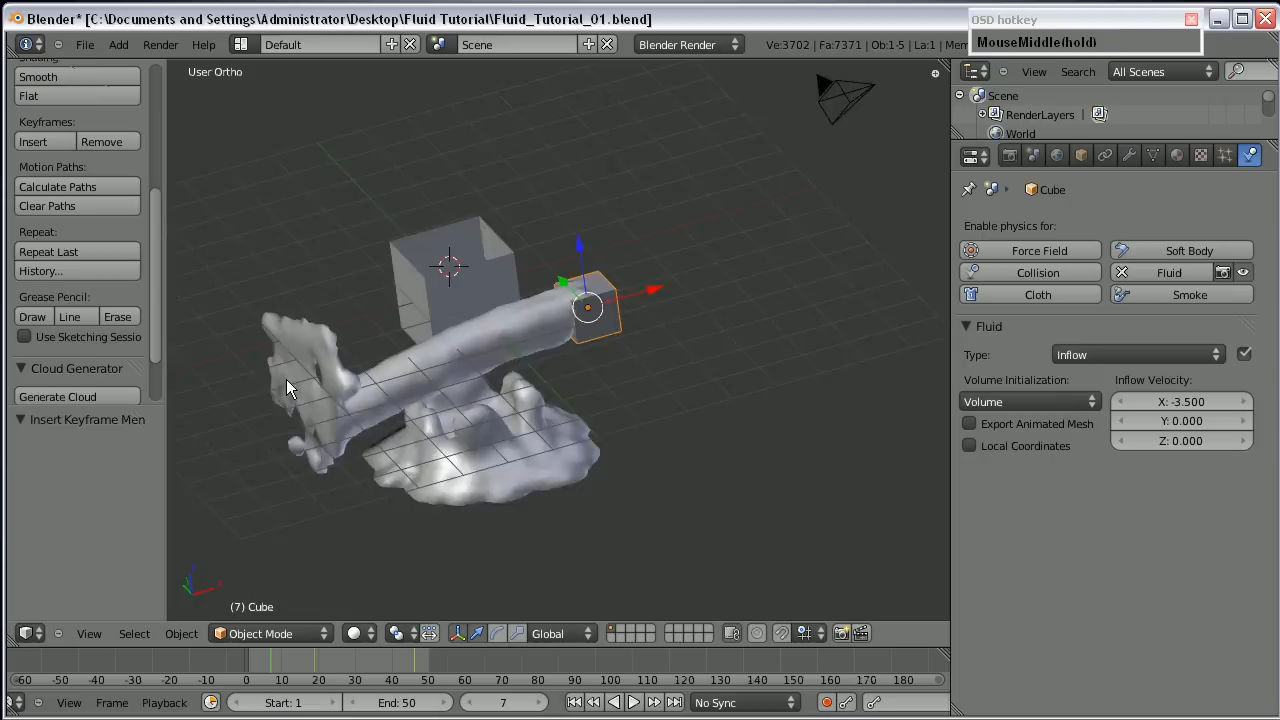 Blender* [C:\Documents and Settings\Administrator\Desktop\Fluid Tutorial\Fluid_Tutorial_01.blend]
OSD hotkey
MouseMiddle(hold)
File Add Render Help Default Scene Blender Render Ve:3702 | Fa:7371 | Ob:1-5 | La:1 | Mem
View Search All Scenes
Smooth
Flat
Keyframes:
Insert Remove
Motion Paths:
Calculate Paths
Clear Paths
Repeat:
Repeat Last
History...
Grease Pencil:
Draw Line Erase
Use Sketching Sessio
Cloud Generator
Generate Cloud
Insert Keyframe Men
User Ortho
(7) Cube
Scene
RenderLayers
World
Cube
Enable physics for:
Force Field Soft Body
Collision Fluid
Cloth Smoke
Fluid
Type: Inflow
Volume Initialization: Inflow Velocity:
Volume X: -3.500
Export Animated Mesh Y: 0.000
Local Coordinates Z: 0.000
View Select Object Object Mode Global
-60 -40 -30 -20 -10 0 10 20 30 40 50 60 70 80 90 100 110 120 130 140 150 160 170 180
View Frame Playback Start: 1 End: 50 7 No Sync